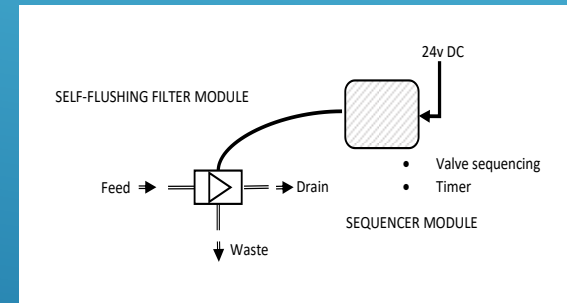 24v DC
SELF-FLUSHING FILTER MODULE
• Valve sequencing
• Timer
Feed
Drain
SEQUENCER MODULE
Waste